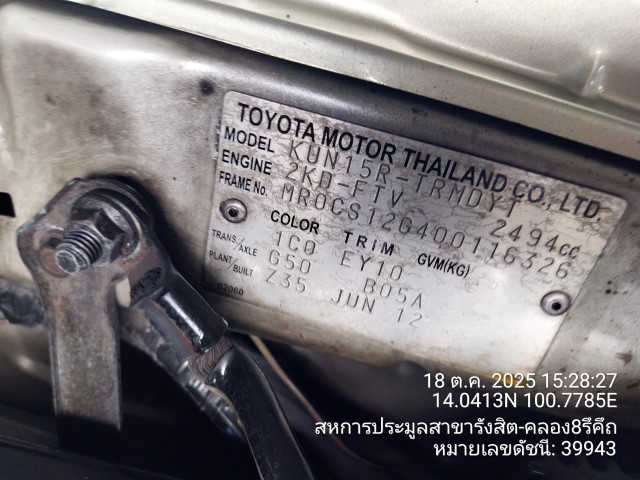 TOYOTA MOTOR THAILAND CO., LTD.
MODEL KUN15R-TRMDYT
ENGINE 2KD-FTV 2494CC
FRAME No. MR0CS12G400116326
COLOR TRIM GVM(KG)
1C0 EY10
TRANS/AXLE G50 B05A
PLANT/BUILT Z35 JUN 12
02060
18 ต.ค. 2025 15:28:27
14.0413N 100.7785E
สหการประมูลสาขารังสิต-คลอง8รีคึถ
หมายเลขดัชนี: 39943